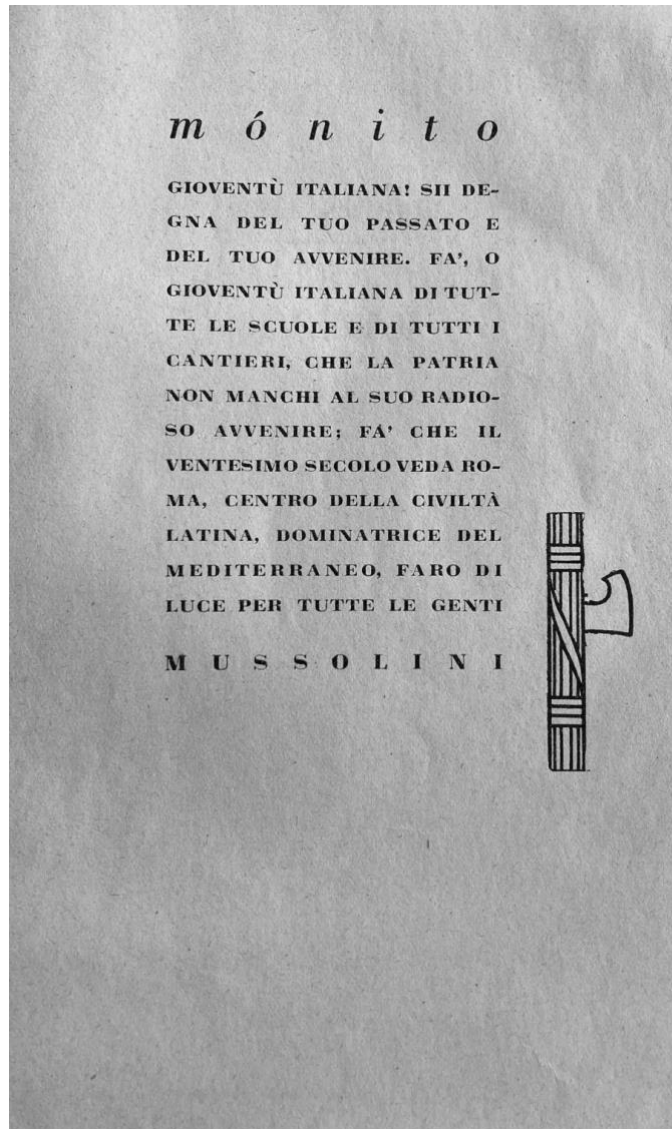 mónito
GIOVENTÙ ITALIANA! SII DE-
GNA DEL TUO PASSATO E
DEL TUO AVVENIRE. FA', O
GIOVENTÙ ITALIANA DI TUT-
TE LE SCUOLE E DI TUTTI I
CANTIERI, CHE LA PATRIA
NON MANCHI AL SUO RADIO-
SO AVVENIRE; FA' CHE IL
VENTESIMO SECOLO VEDA RO-
MA, CENTRO DELLA CIVILTÀ
LATINA, DOMINATRICE DEL
MEDITERRANEO, FARO DI
LUCE PER TUTTE LE GENTI
MUSSOLINI